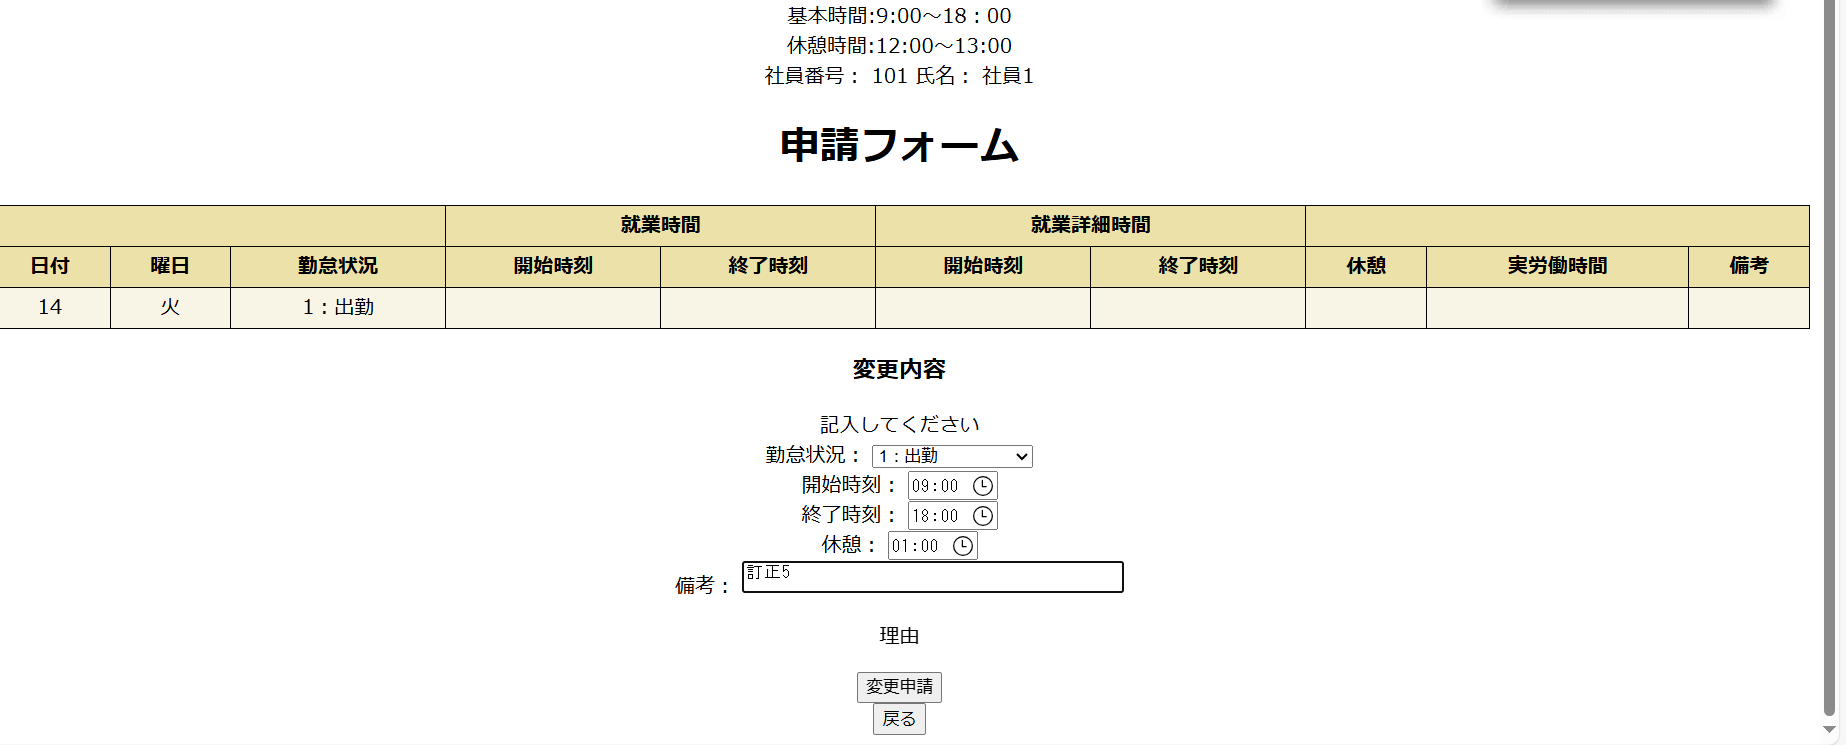 基本時間:9:00～18：00
休憩時間:12:00～13:00
社員番号： 101 氏名： 社員1
申請フォーム
就業時間 就業詳細時間
日付 曜日 勤怠状況 開始時刻 終了時刻 開始時刻 終了時刻 休憩 実労働時間 備考
14 火 1：出勤
変更内容
記入してください
勤怠状況： 1：出勤
開始時刻： 09:00
終了時刻： 18:00
休憩： 01:00
備考： 訂正5
理由
変更申請
戻る